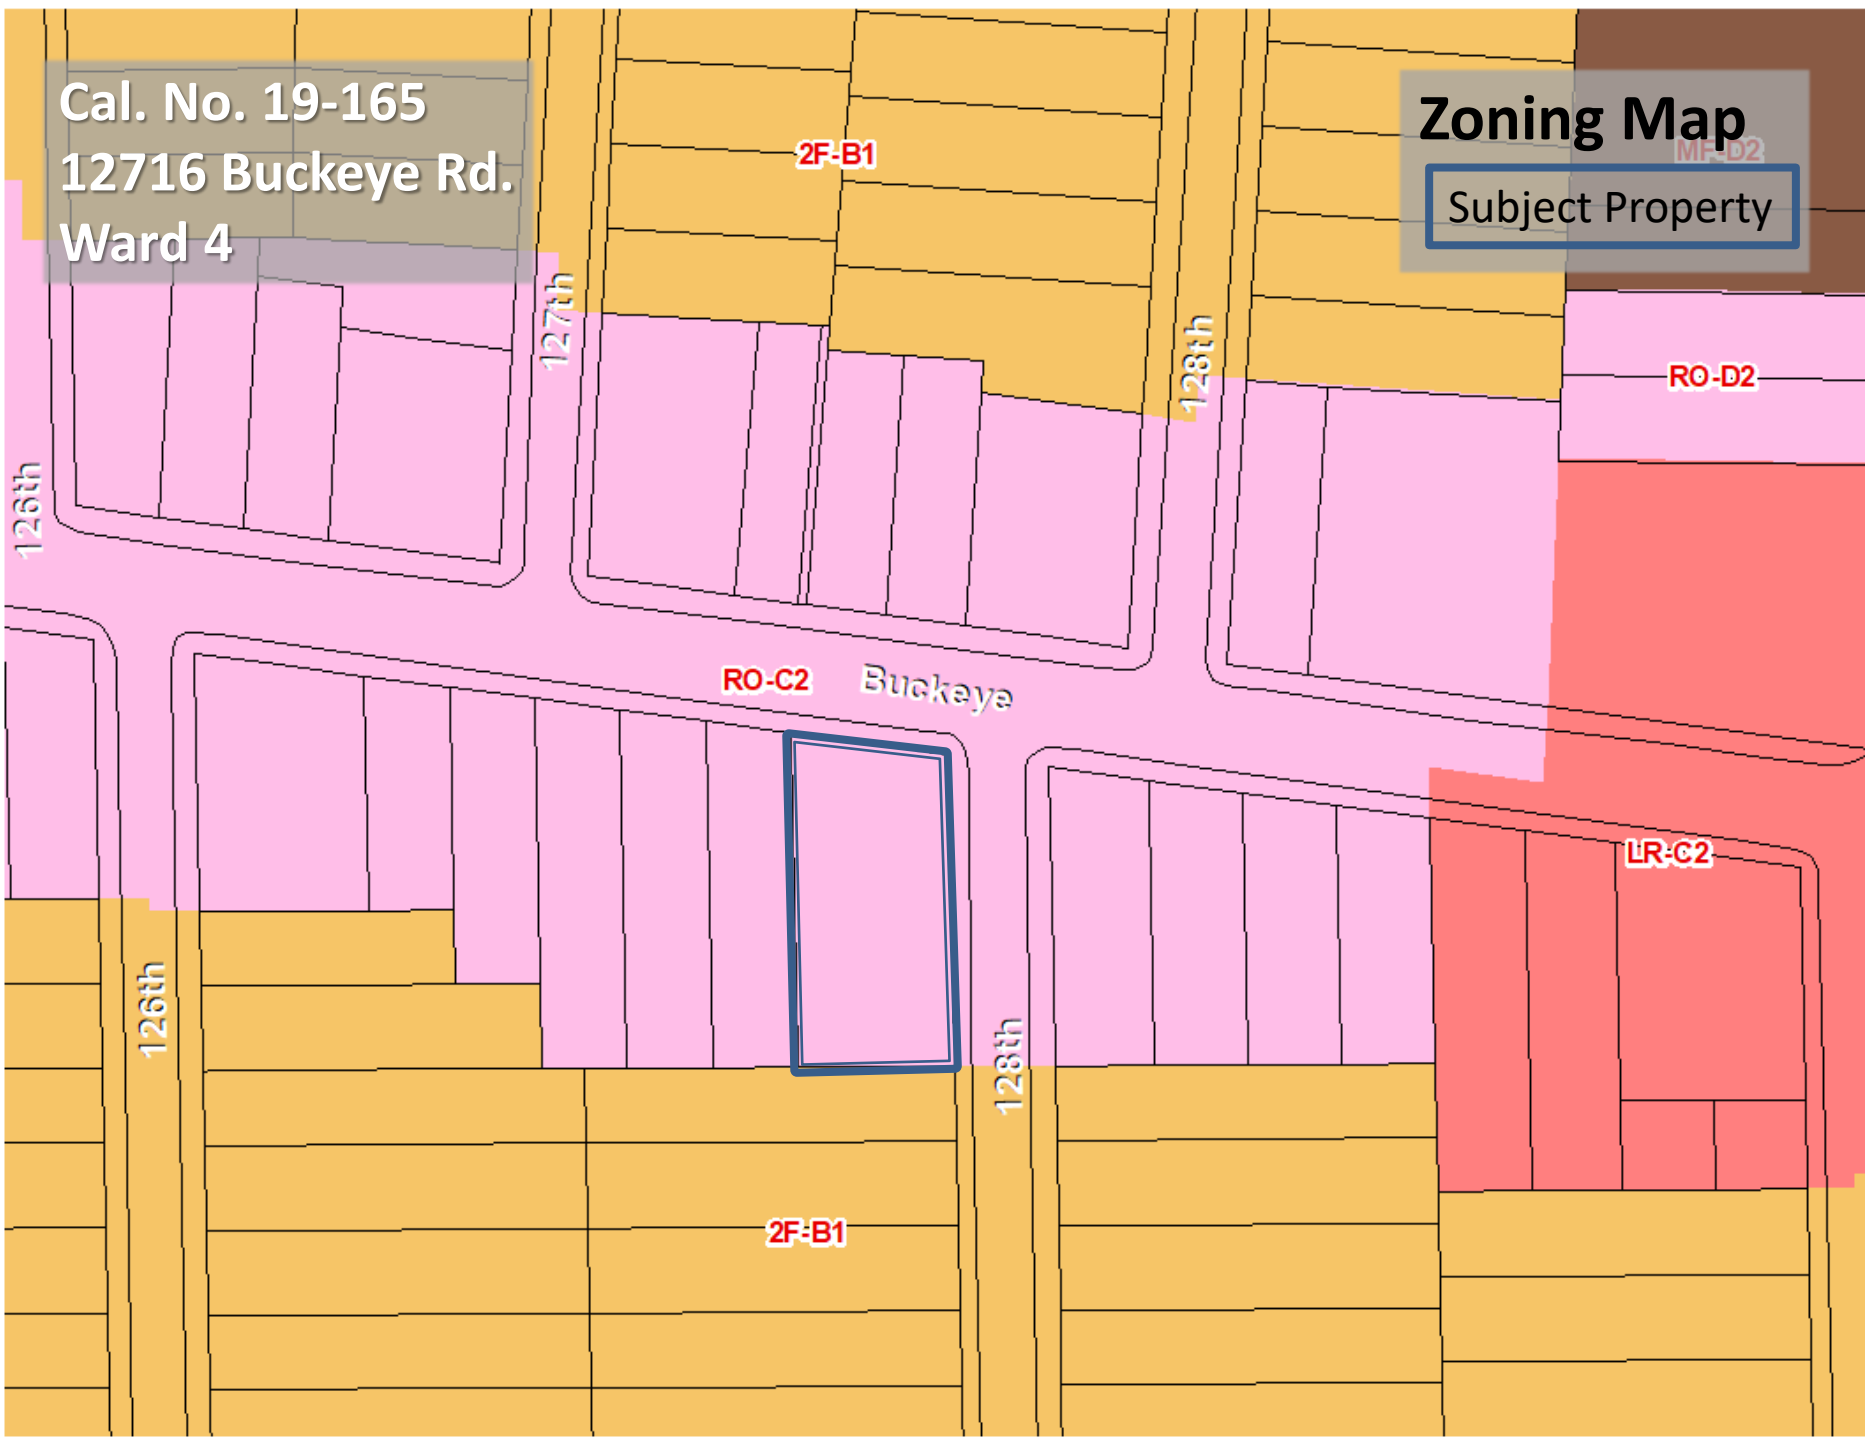 Cal. No. 19-165
12716 Buckeye Rd.
Ward 4
Zoning Map
Subject Property
MF-D2
2F-B1
127th
128th
RO-D2
126th
RO-C2
Buckeye
LR-C2
126th
128th
2F-B1